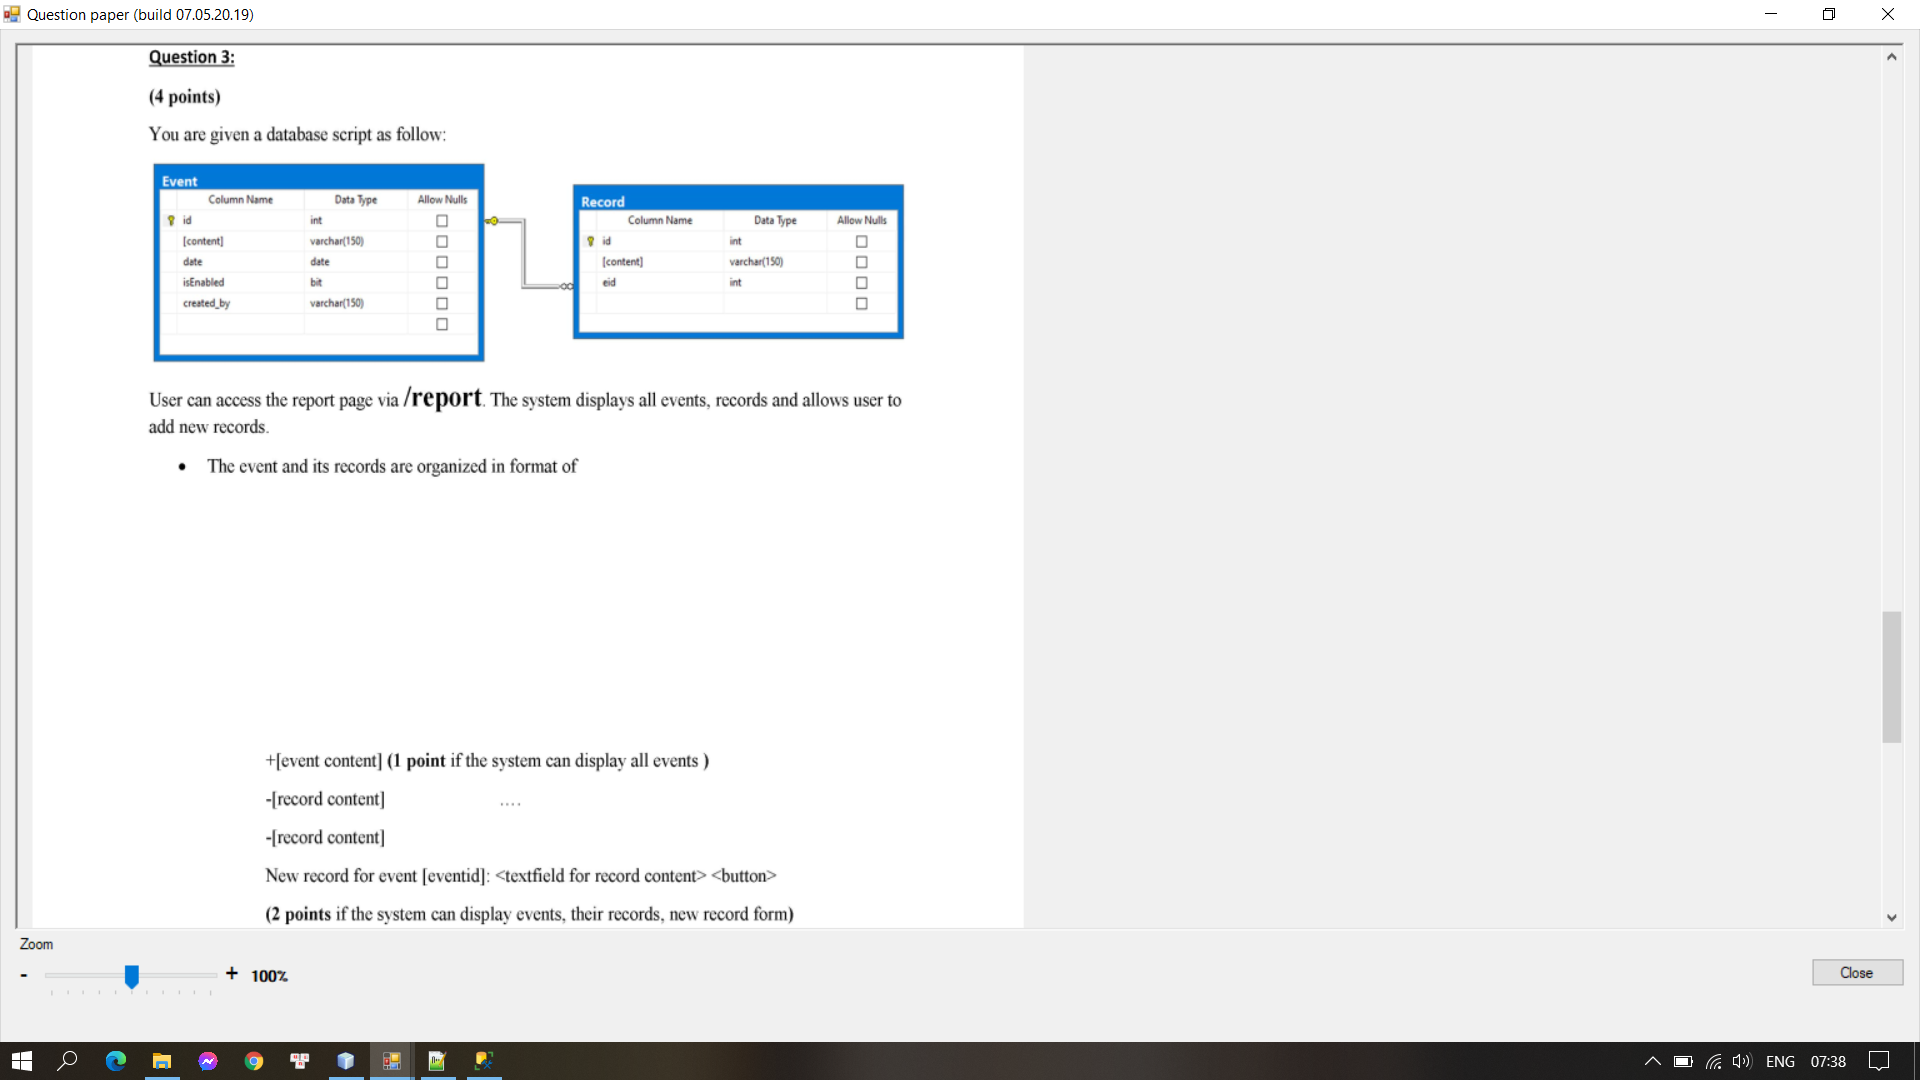 Question paper (build 07.05.20.19)
Question 3:
(4 points)
You are given a database script as follow:
Event
Column Name Data Type Allow Nulls
id int
[content] varchar(150)
date date
isEnabled bit
created_by varchar(150)
Record
Column Name Data Type Allow Nulls
id int
[content] varchar(150)
eid int
User can access the report page via /report. The system displays all events, records and allows user to
add new records.
• The event and its records are organized in format of
+[event content] (1 point if the system can display all events )
-[record content] ....
-[record content]
New record for event [eventid]: <textfield for record content> <button>
(2 points if the system can display events, their records, new record form)
Zoom
- + 100%
Close
ENG 07:38